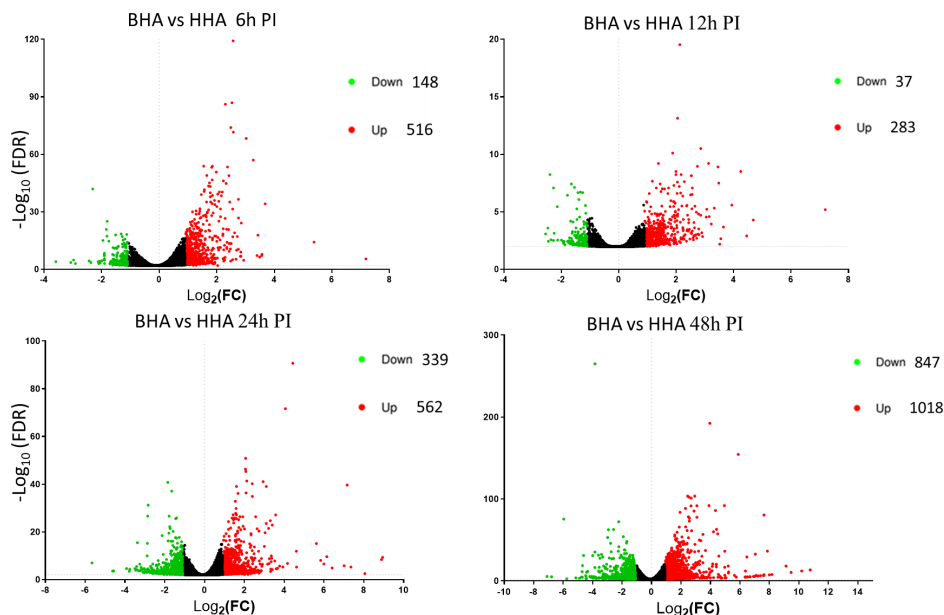 BHA vs HHA 6h PI
120
90
60
30
0
-4 -2 0 2 4 6 8
-Log10 (FDR)
Log2(FC)
Down 148
Up 516
BHA vs HHA 12h PI
20
15
10
5
0
-4 -2 0 2 4 6 8
Log2(FC)
Down 37
Up 283
BHA vs HHA 24h PI
100
80
60
40
20
0
-8 -6 -4 -2 0 2 4 6 8 10
-Log10 (FDR)
Log2(FC)
Down 339
Up 562
BHA vs HHA 48h PI
300
200
100
0
-10 -8 -6 -4 -2 0 2 4 6 8 10 12 14
Log2(FC)
Down 847
Up 1018